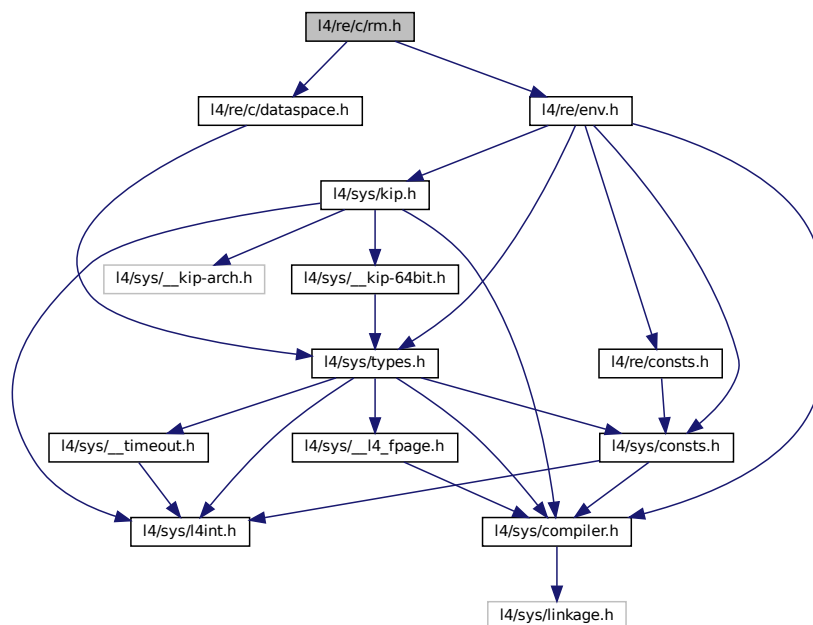 l4/re/c/rm.h
l4/re/c/dataspace.h
l4/re/env.h
l4/sys/kip.h
l4/sys/__kip-arch.h
l4/sys/__kip-64bit.h
l4/sys/types.h
l4/re/consts.h
l4/sys/__timeout.h
l4/sys/__l4_fpage.h
l4/sys/consts.h
l4/sys/l4int.h
l4/sys/compiler.h
l4/sys/linkage.h